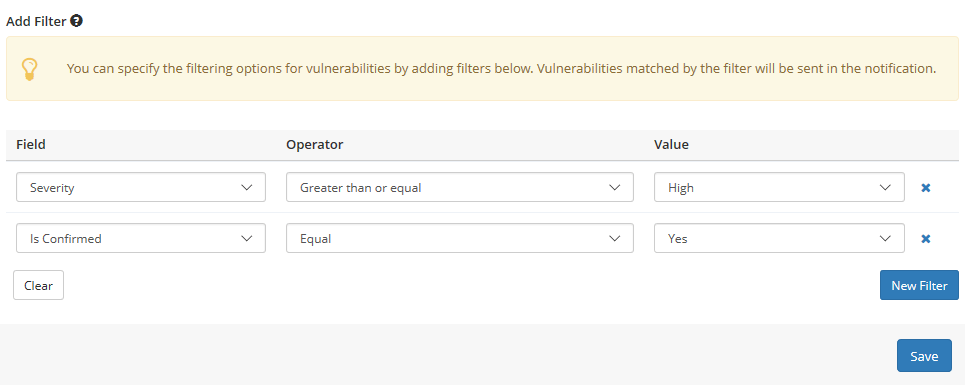 Add Filter ?
You can specify the filtering options for vulnerabilities by adding filters below. Vulnerabilities matched by the filter will be sent in the notification.
Field Operator Value
Severity Greater than or equal High
Is Confirmed Equal Yes
Clear New Filter
Save